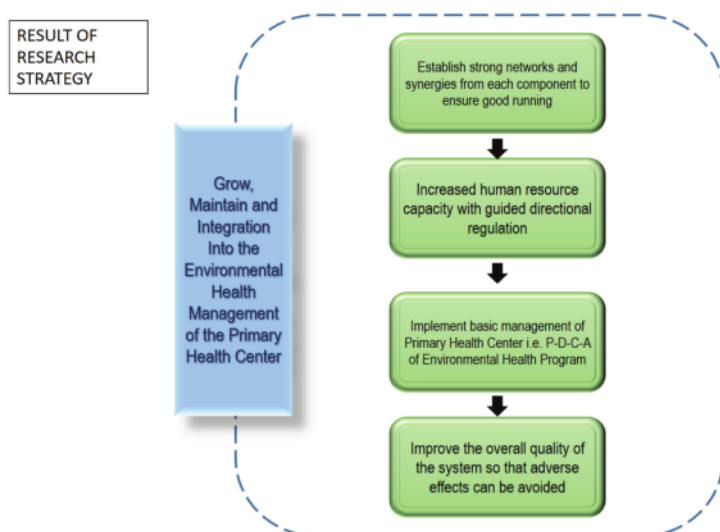 RESULT OF
RESEARCH
STRATEGY
Grow,
Maintain and
Integration
Into the
Environmental
Health
Management
of the Primary
Health Center
Establish strong networks and
synergies from each component to
ensure good running
Increased human resource
capacity with guided directional
regulation
Implement basic management of
Primary Health Center i.e. P-D-C-A
of Environmental Health Program
Improve the overall quality of
the system so that adverse
effects can be avoided